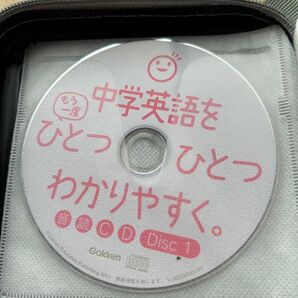 もう一度
中学英語を
ひとつ ひとつ
わかりやすく。
音読CD Disc 1
Gakken